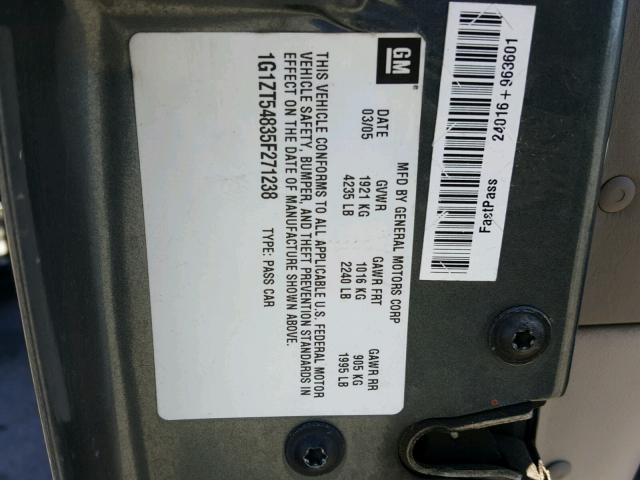 GM
MFD BY GENERAL MOTORS CORP
DATE GVWR GAWR FRT GAWR RR
03/05 1921 KG 1016 KG 905 KG
4235 LB 2240 LB 1995 LB
THIS VEHICLE CONFORMS TO ALL APPLICABLE U.S. FEDERAL MOTOR
VEHICLE SAFETY, BUMPER, AND THEFT PREVENTION STANDARDS IN
EFFECT ON THE DATE OF MANUFACTURE SHOWN ABOVE.
1G1ZT54835F271238 TYPE: PASS CAR
24016+963601
FastPass